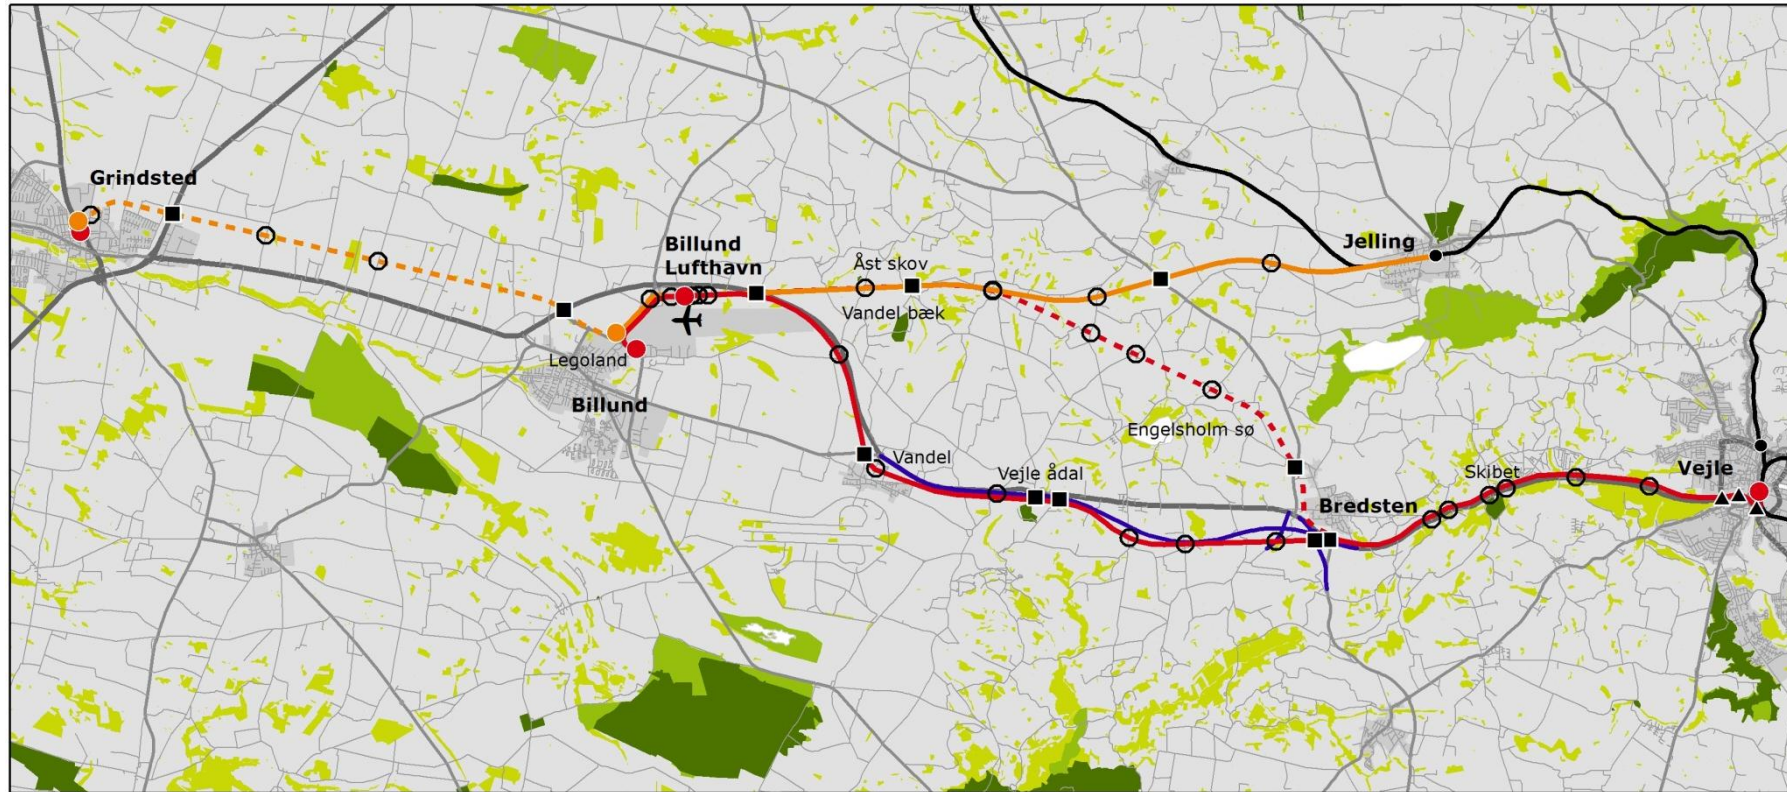 Grindsted
Billund
Lufthavn
Jelling
Åst skov
Vandel bæk
Legoland
Billund
Engelsholm sø
Vandel
Vejle ådal
Skibet
Vejle
Bredsten